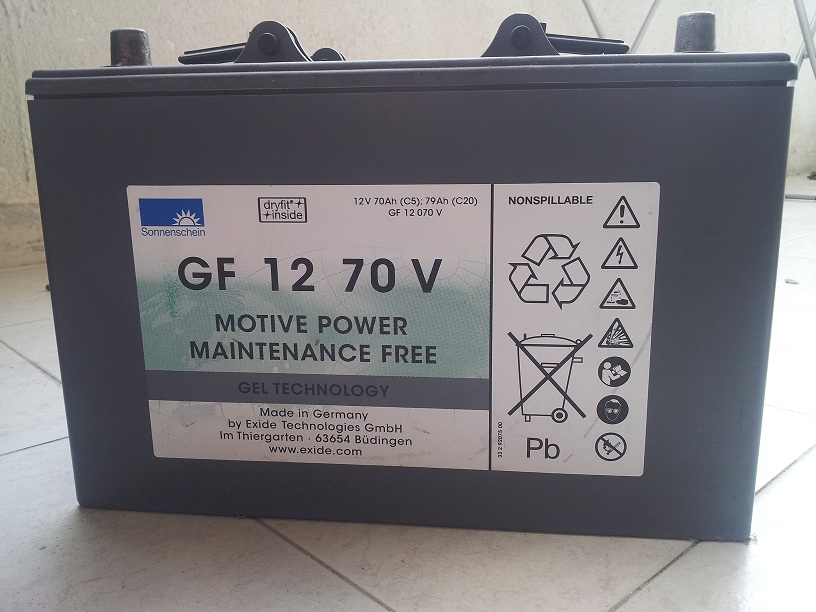 Sonnenschein
dryfit®
inside
12V 70Ah (C5); 79Ah (C20)
GF 12 070 V
GF 12 70 V
MOTIVE POWER
MAINTENANCE FREE
GEL TECHNOLOGY
Made in Germany
by Exide Technologies GmbH
Im Thiergarten · 63654 Büdingen
www.exide.com
NONSPILLABLE
Pb